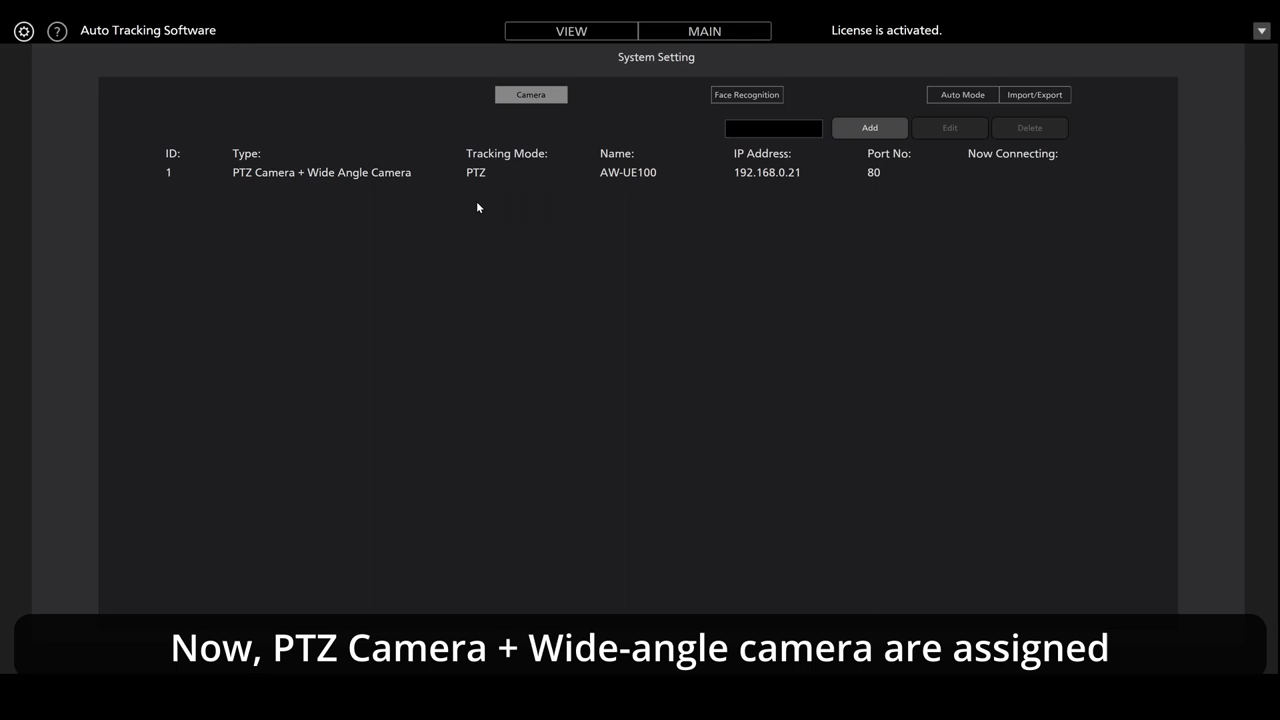 ? Auto Tracking Software VIEW MAIN License is activated.
System Setting
Camera Face Recognition Auto Mode Import/Export
Add Edit Delete
ID: Type: Tracking Mode: Name: IP Address: Port No: Now Connecting:
1 PTZ Camera + Wide Angle Camera PTZ AW-UE100 192.168.0.21 80
Now, PTZ Camera + Wide-angle camera are assigned